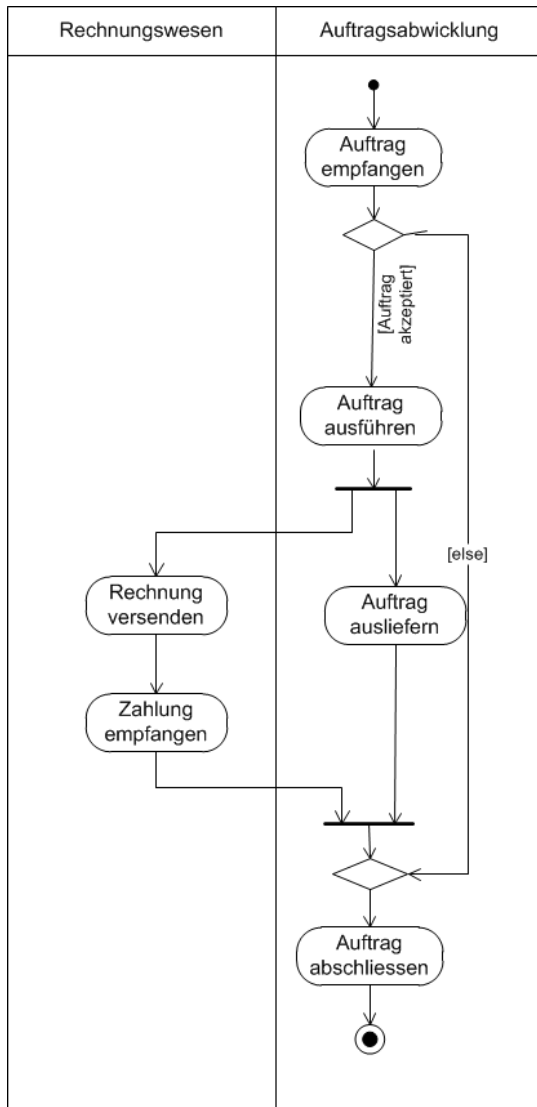 Rechnungswesen
Auftragsabwicklung
Auftrag
empfangen
[Auftrag
akzeptiert]
Auftrag
ausführen
[else]
Rechnung
versenden
Auftrag
ausliefern
Zahlung
empfangen
Auftrag
abschliessen